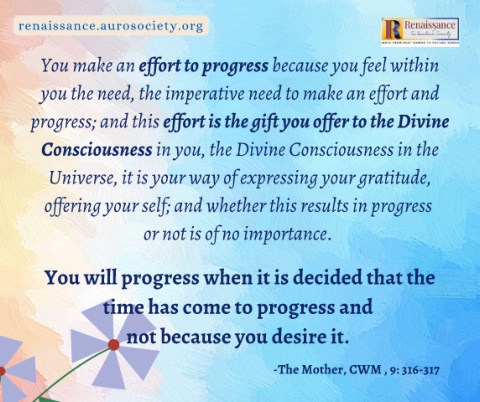 renaissance.aurosociety.org
Renaissance
Sri Aurobindo Society
You make an effort to progress because you feel within
you the need, the imperative need to make an effort and
progress; and this effort is the gift you offer to the Divine
Consciousness in you, the Divine Consciousness in the
Universe, it is your way of expressing your gratitude,
offering your self; and whether this results in progress
or not is of no importance.
You will progress when it is decided that the
time has come to progress and
not because you desire it.
-The Mother, CWM , 9: 316-317